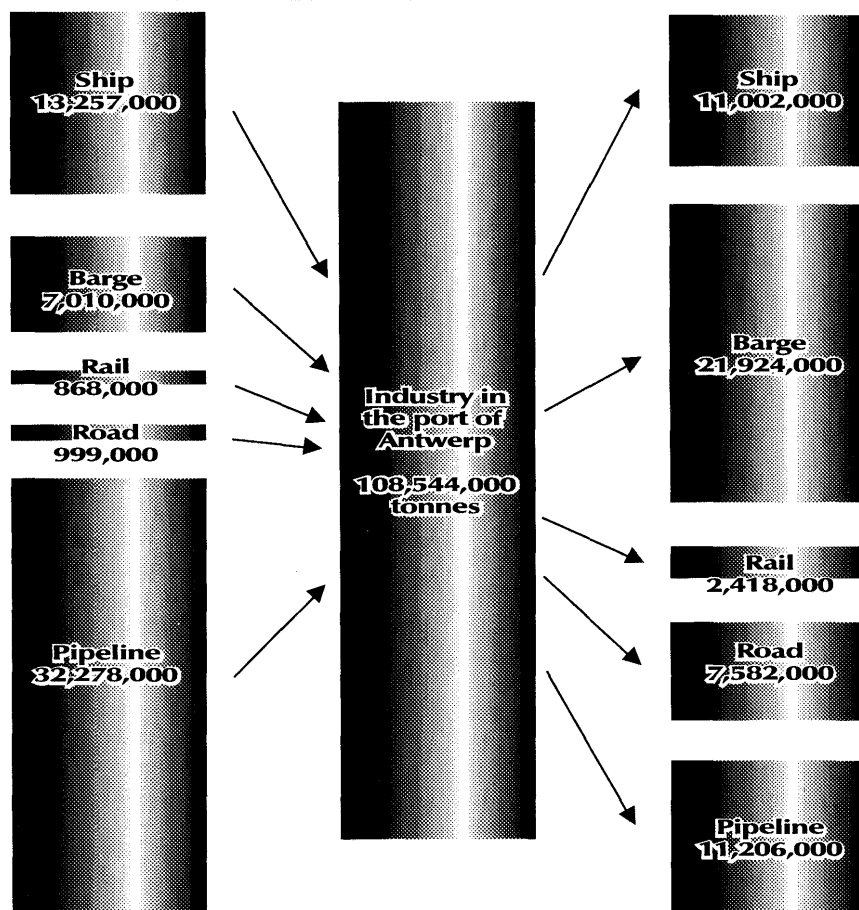 Ship
13,257,000
Barge
7,010,000
Rail
868,000
Road
999,000
Pipeline
32,278,000
Industry in
the port of
Antwerp
108,544,000
tonnes
Ship
11,002,000
Barge
21,924,000
Rail
2,418,000
Road
7,582,000
Pipeline
11,206,000